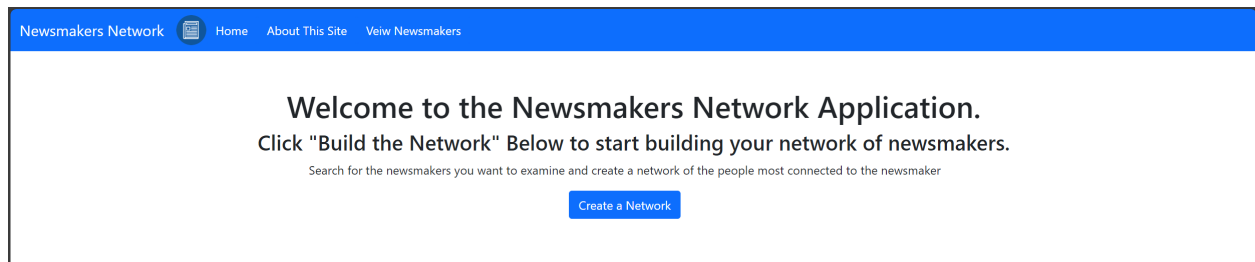 Newsmakers Network Home About This Site Veiw Newsmakers
Welcome to the Newsmakers Network Application.
Click "Build the Network" Below to start building your network of newsmakers.
Search for the newsmakers you want to examine and create a network of the people most connected to the newsmaker
Create a Network